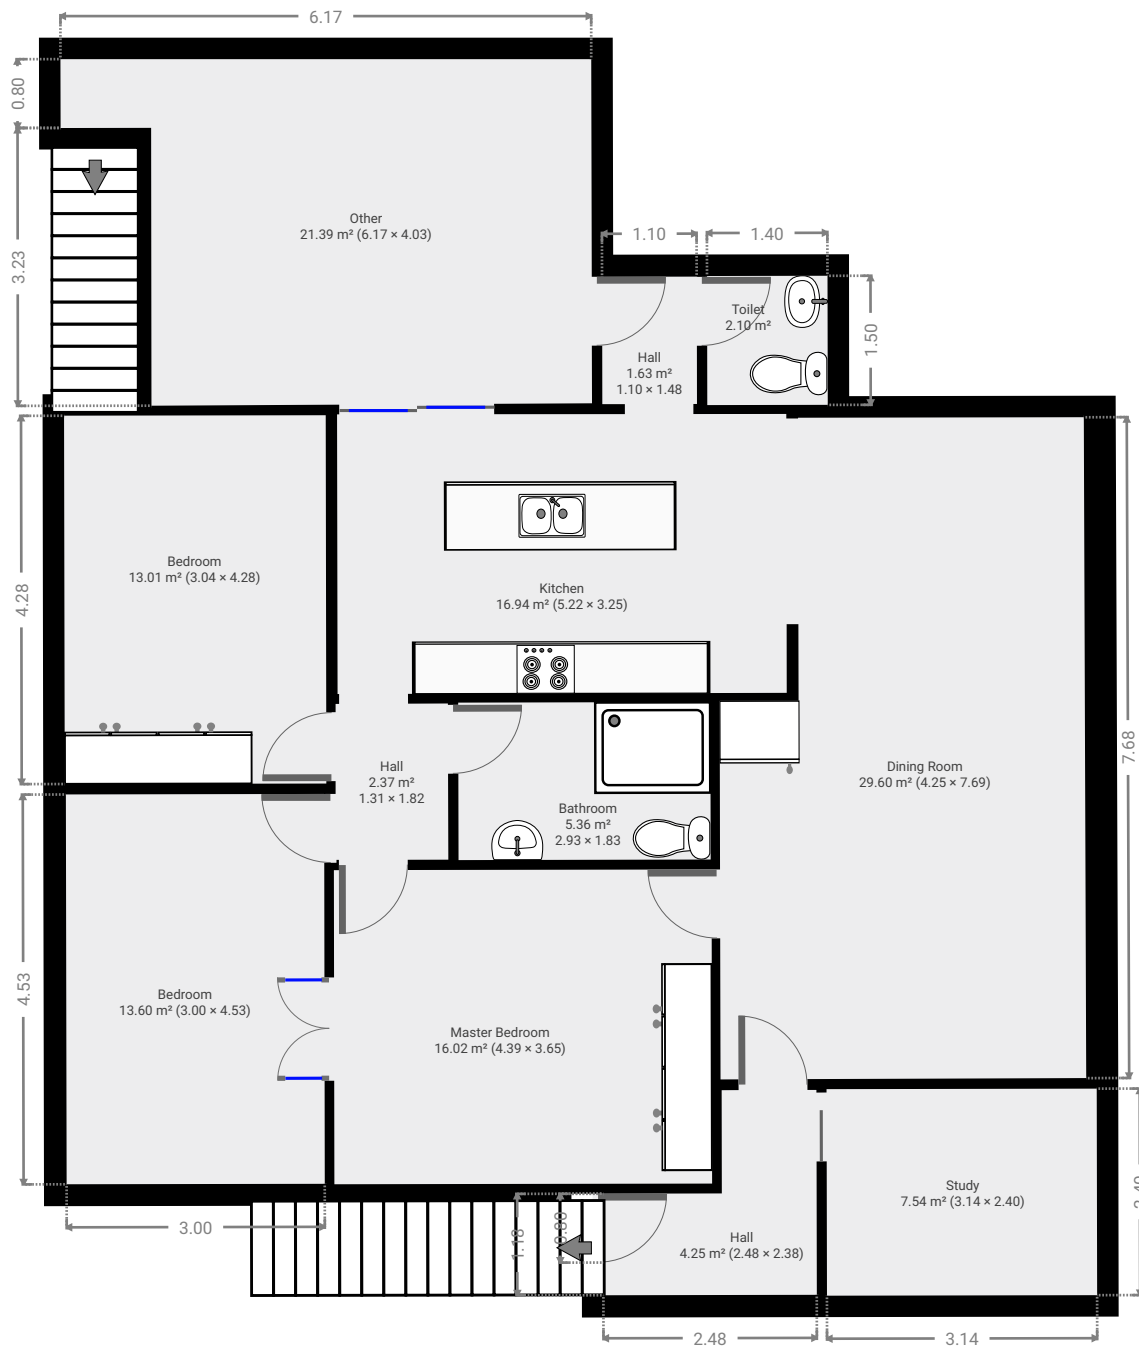 6.17
0.80
3.23
Other
21.39 m² (6.17 × 4.03)
1.10
1.40
Toilet
2.10 m²
1.50
Hall
1.63 m²
1.10 × 1.48
Bedroom
13.01 m² (3.04 × 4.28)
4.28
Kitchen
16.94 m² (5.22 × 3.25)
7.68
Hall
2.37 m²
1.31 × 1.82
Bathroom
5.36 m²
2.93 × 1.83
Dining Room
29.60 m² (4.25 × 7.69)
4.53
Bedroom
13.60 m² (3.00 × 4.53)
Master Bedroom
16.02 m² (4.39 × 3.65)
Study
7.54 m² (3.14 × 2.40)
Hall
4.25 m² (2.48 × 2.38)
3.00
1.18
2.48
3.14